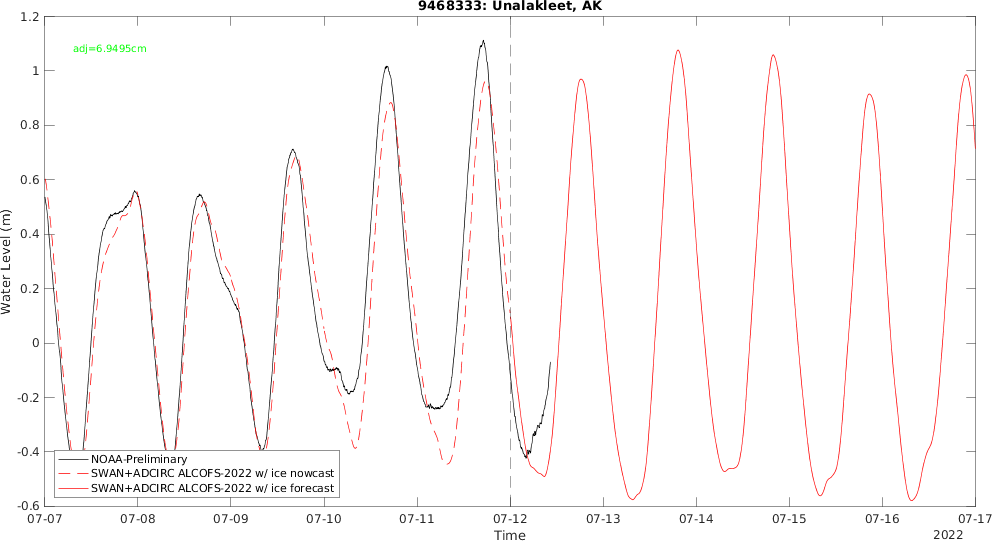 9468333: Unalakleet, AK
adj=6.9495cm
Water Level (m)
1.2
1
0.8
0.6
0.4
0.2
0
-0.2
-0.4
-0.6
NOAA-Preliminary
SWAN+ADCIRC ALCOFS-2022 w/ ice nowcast
SWAN+ADCIRC ALCOFS-2022 w/ ice forecast
07-07 07-08 07-09 07-10 07-11 07-12 07-13 07-14 07-15 07-16 07-17
Time
2022